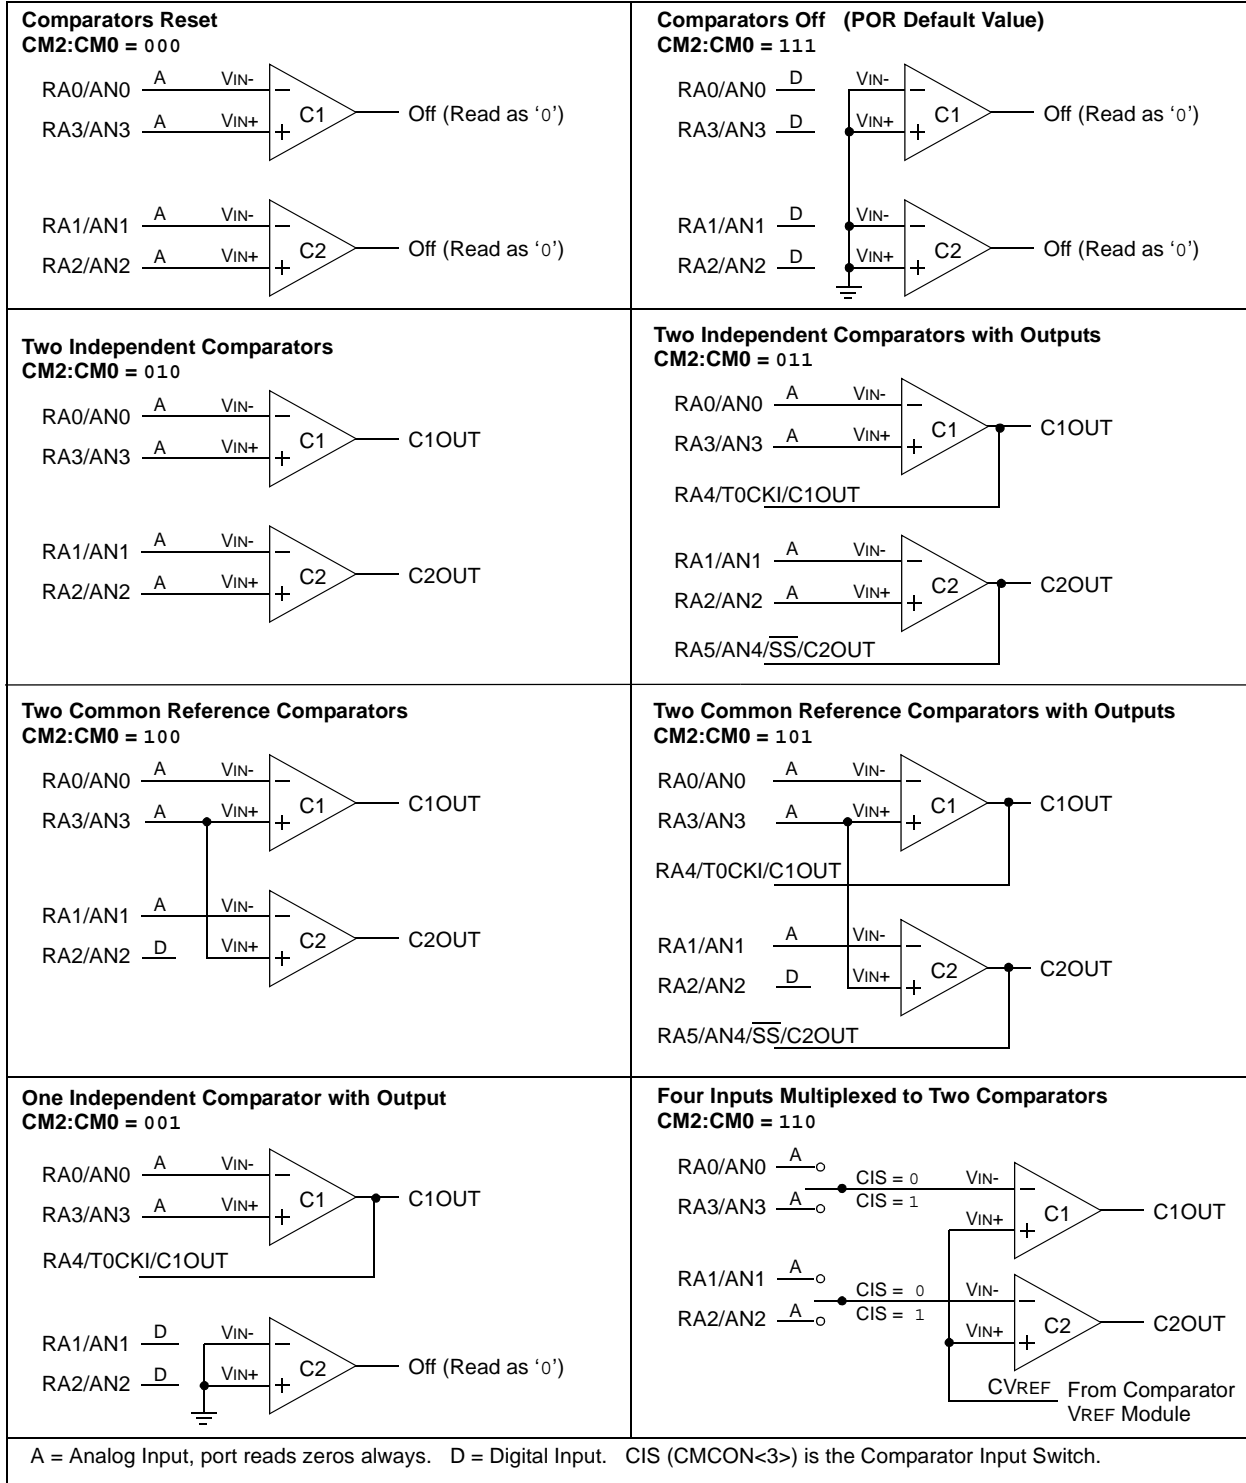 Comparators Reset
CM2:CM0 = 000
RA0/AN0 A VIN-
RA3/AN3 A VIN+
C1
Off (Read as ‘0’)
RA1/AN1 A VIN-
RA2/AN2 A VIN+
C2
Off (Read as ‘0’)
Comparators Off (POR Default Value)
CM2:CM0 = 111
RA0/AN0 D VIN-
RA3/AN3 D VIN+
C1
Off (Read as ‘0’)
RA1/AN1 D VIN-
RA2/AN2 D VIN+
C2
Off (Read as ‘0’)
Two Independent Comparators
CM2:CM0 = 010
RA0/AN0 A VIN-
RA3/AN3 A VIN+
C1
C1OUT
RA1/AN1 A VIN-
RA2/AN2 A VIN+
C2
C2OUT
Two Independent Comparators with Outputs
CM2:CM0 = 011
RA0/AN0 A VIN-
RA3/AN3 A VIN+
C1
C1OUT
RA4/T0CKI/C1OUT
RA1/AN1 A VIN-
RA2/AN2 A VIN+
C2
C2OUT
RA5/AN4/S̅S̅/C2OUT
Two Common Reference Comparators
CM2:CM0 = 100
RA0/AN0 A VIN-
RA3/AN3 A VIN+
C1
C1OUT
RA1/AN1 A VIN-
RA2/AN2 D VIN+
C2
C2OUT
Two Common Reference Comparators with Outputs
CM2:CM0 = 101
RA0/AN0 A VIN-
RA3/AN3 A VIN+
C1
C1OUT
RA4/T0CKI/C1OUT
RA1/AN1 A VIN-
RA2/AN2 D VIN+
C2
C2OUT
RA5/AN4/S̅S̅/C2OUT
One Independent Comparator with Output
CM2:CM0 = 001
RA0/AN0 A VIN-
RA3/AN3 A VIN+
C1
C1OUT
RA4/T0CKI/C1OUT
RA1/AN1 D VIN-
RA2/AN2 D VIN+
C2
Off (Read as ‘0’)
Four Inputs Multiplexed to Two Comparators
CM2:CM0 = 110
RA0/AN0 A
CIS = 0 VIN-
RA3/AN3 A
CIS = 1
VIN+
C1
C1OUT
RA1/AN1 A
CIS = 0 VIN-
RA2/AN2 A
CIS = 1
VIN+
C2
C2OUT
CVREF From Comparator
VREF Module
A = Analog Input, port reads zeros always. D = Digital Input. CIS (CMCON<3>) is the Comparator Input Switch.